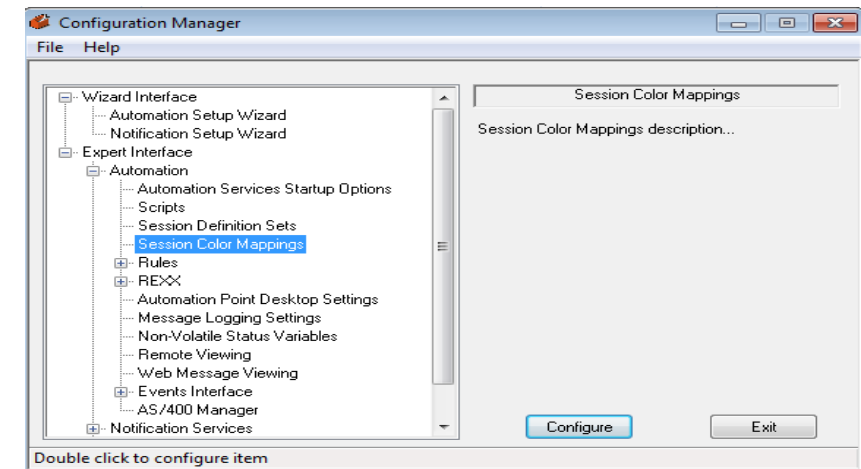 Configuration Manager
File Help
Wizard Interface
Automation Setup Wizard
Notification Setup Wizard
Expert Interface
Automation
Automation Services Startup Options
Scripts
Session Definition Sets
Session Color Mappings
Rules
REXX
Automation Point Desktop Settings
Message Logging Settings
Non-Volatile Status Variables
Remote Viewing
Web Message Viewing
Events Interface
AS/400 Manager
Notification Services
Session Color Mappings
Session Color Mappings description...
Configure Exit
Double click to configure item